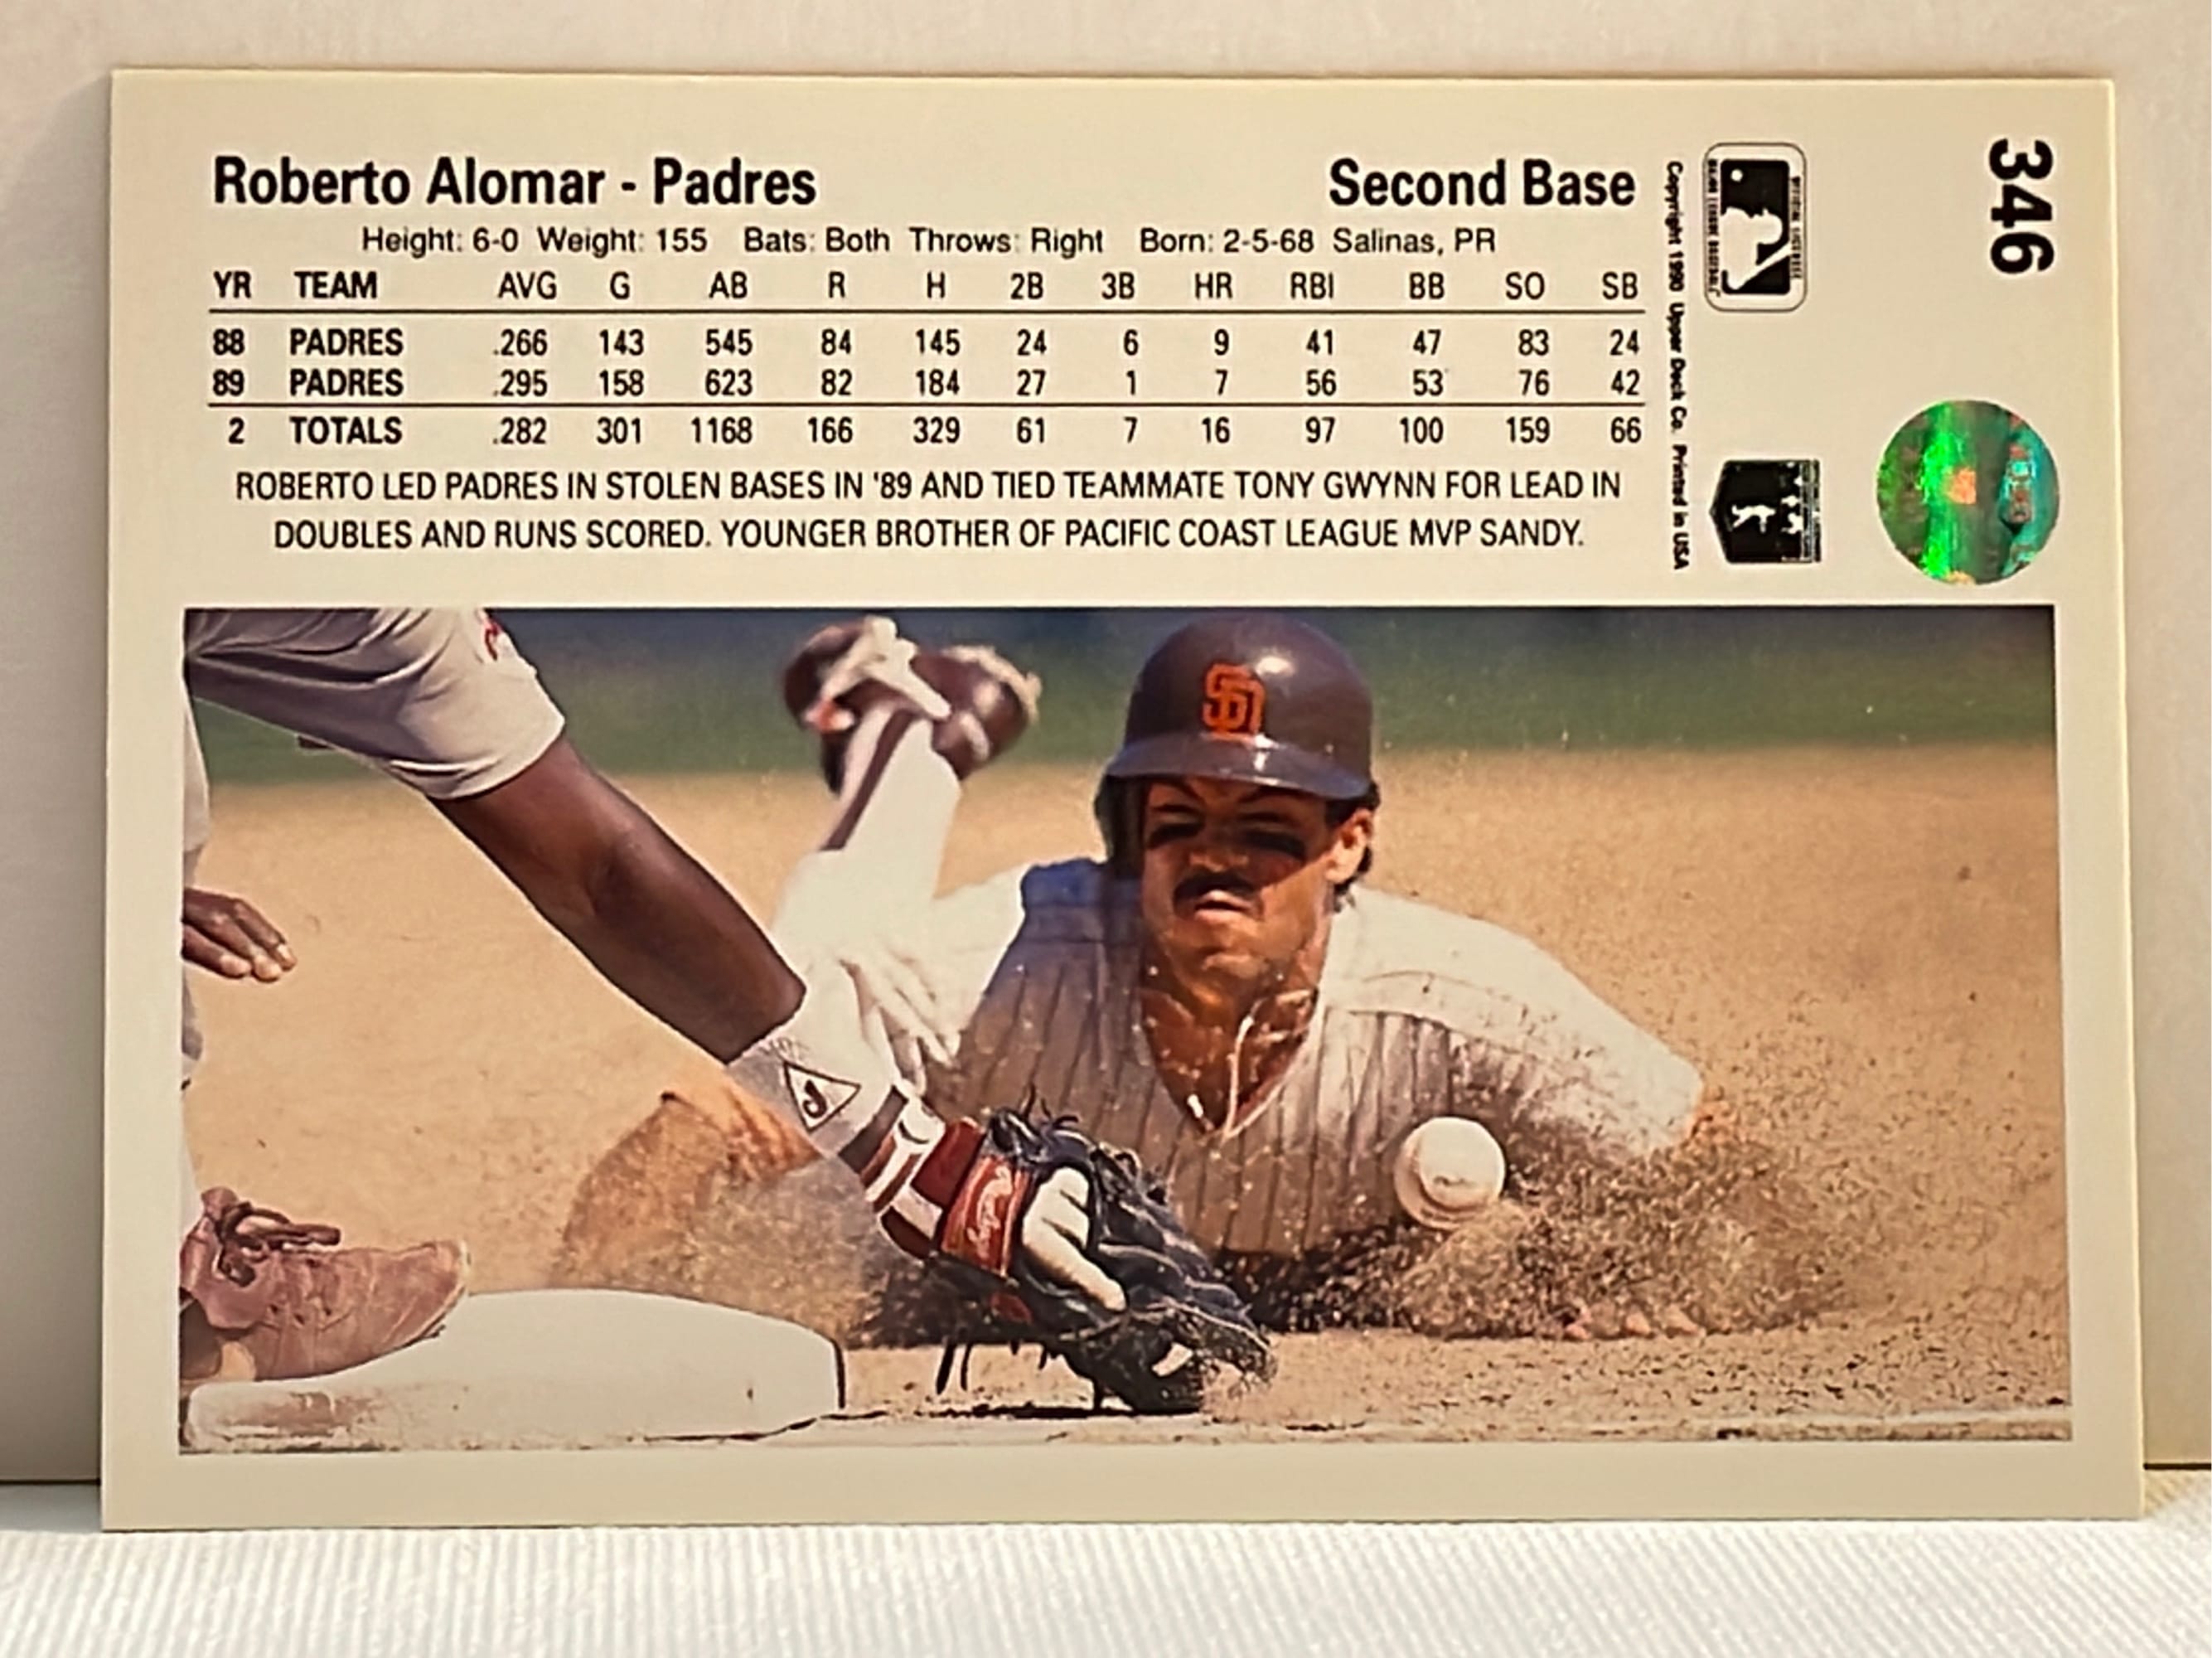 Roberto Alomar - Padres Second Base
Height: 6-0 Weight: 155 Bats: Both Throws: Right Born: 2-5-68 Salinas, PR
YR TEAM AVG G AB R H 2B 3B HR RBI BB SO SB
88 PADRES .266 143 545 84 145 24 6 9 41 47 83 24
89 PADRES .295 158 623 82 184 27 1 7 56 53 76 42
2 TOTALS .282 301 1168 166 329 61 7 16 97 100 159 66
ROBERTO LED PADRES IN STOLEN BASES IN '89 AND TIED TEAMMATE TONY GWYNN FOR LEAD IN
DOUBLES AND RUNS SCORED. YOUNGER BROTHER OF PACIFIC COAST LEAGUE MVP SANDY.
Copyright 1990 Upper Deck Co. Printed in USA
346
SD
J